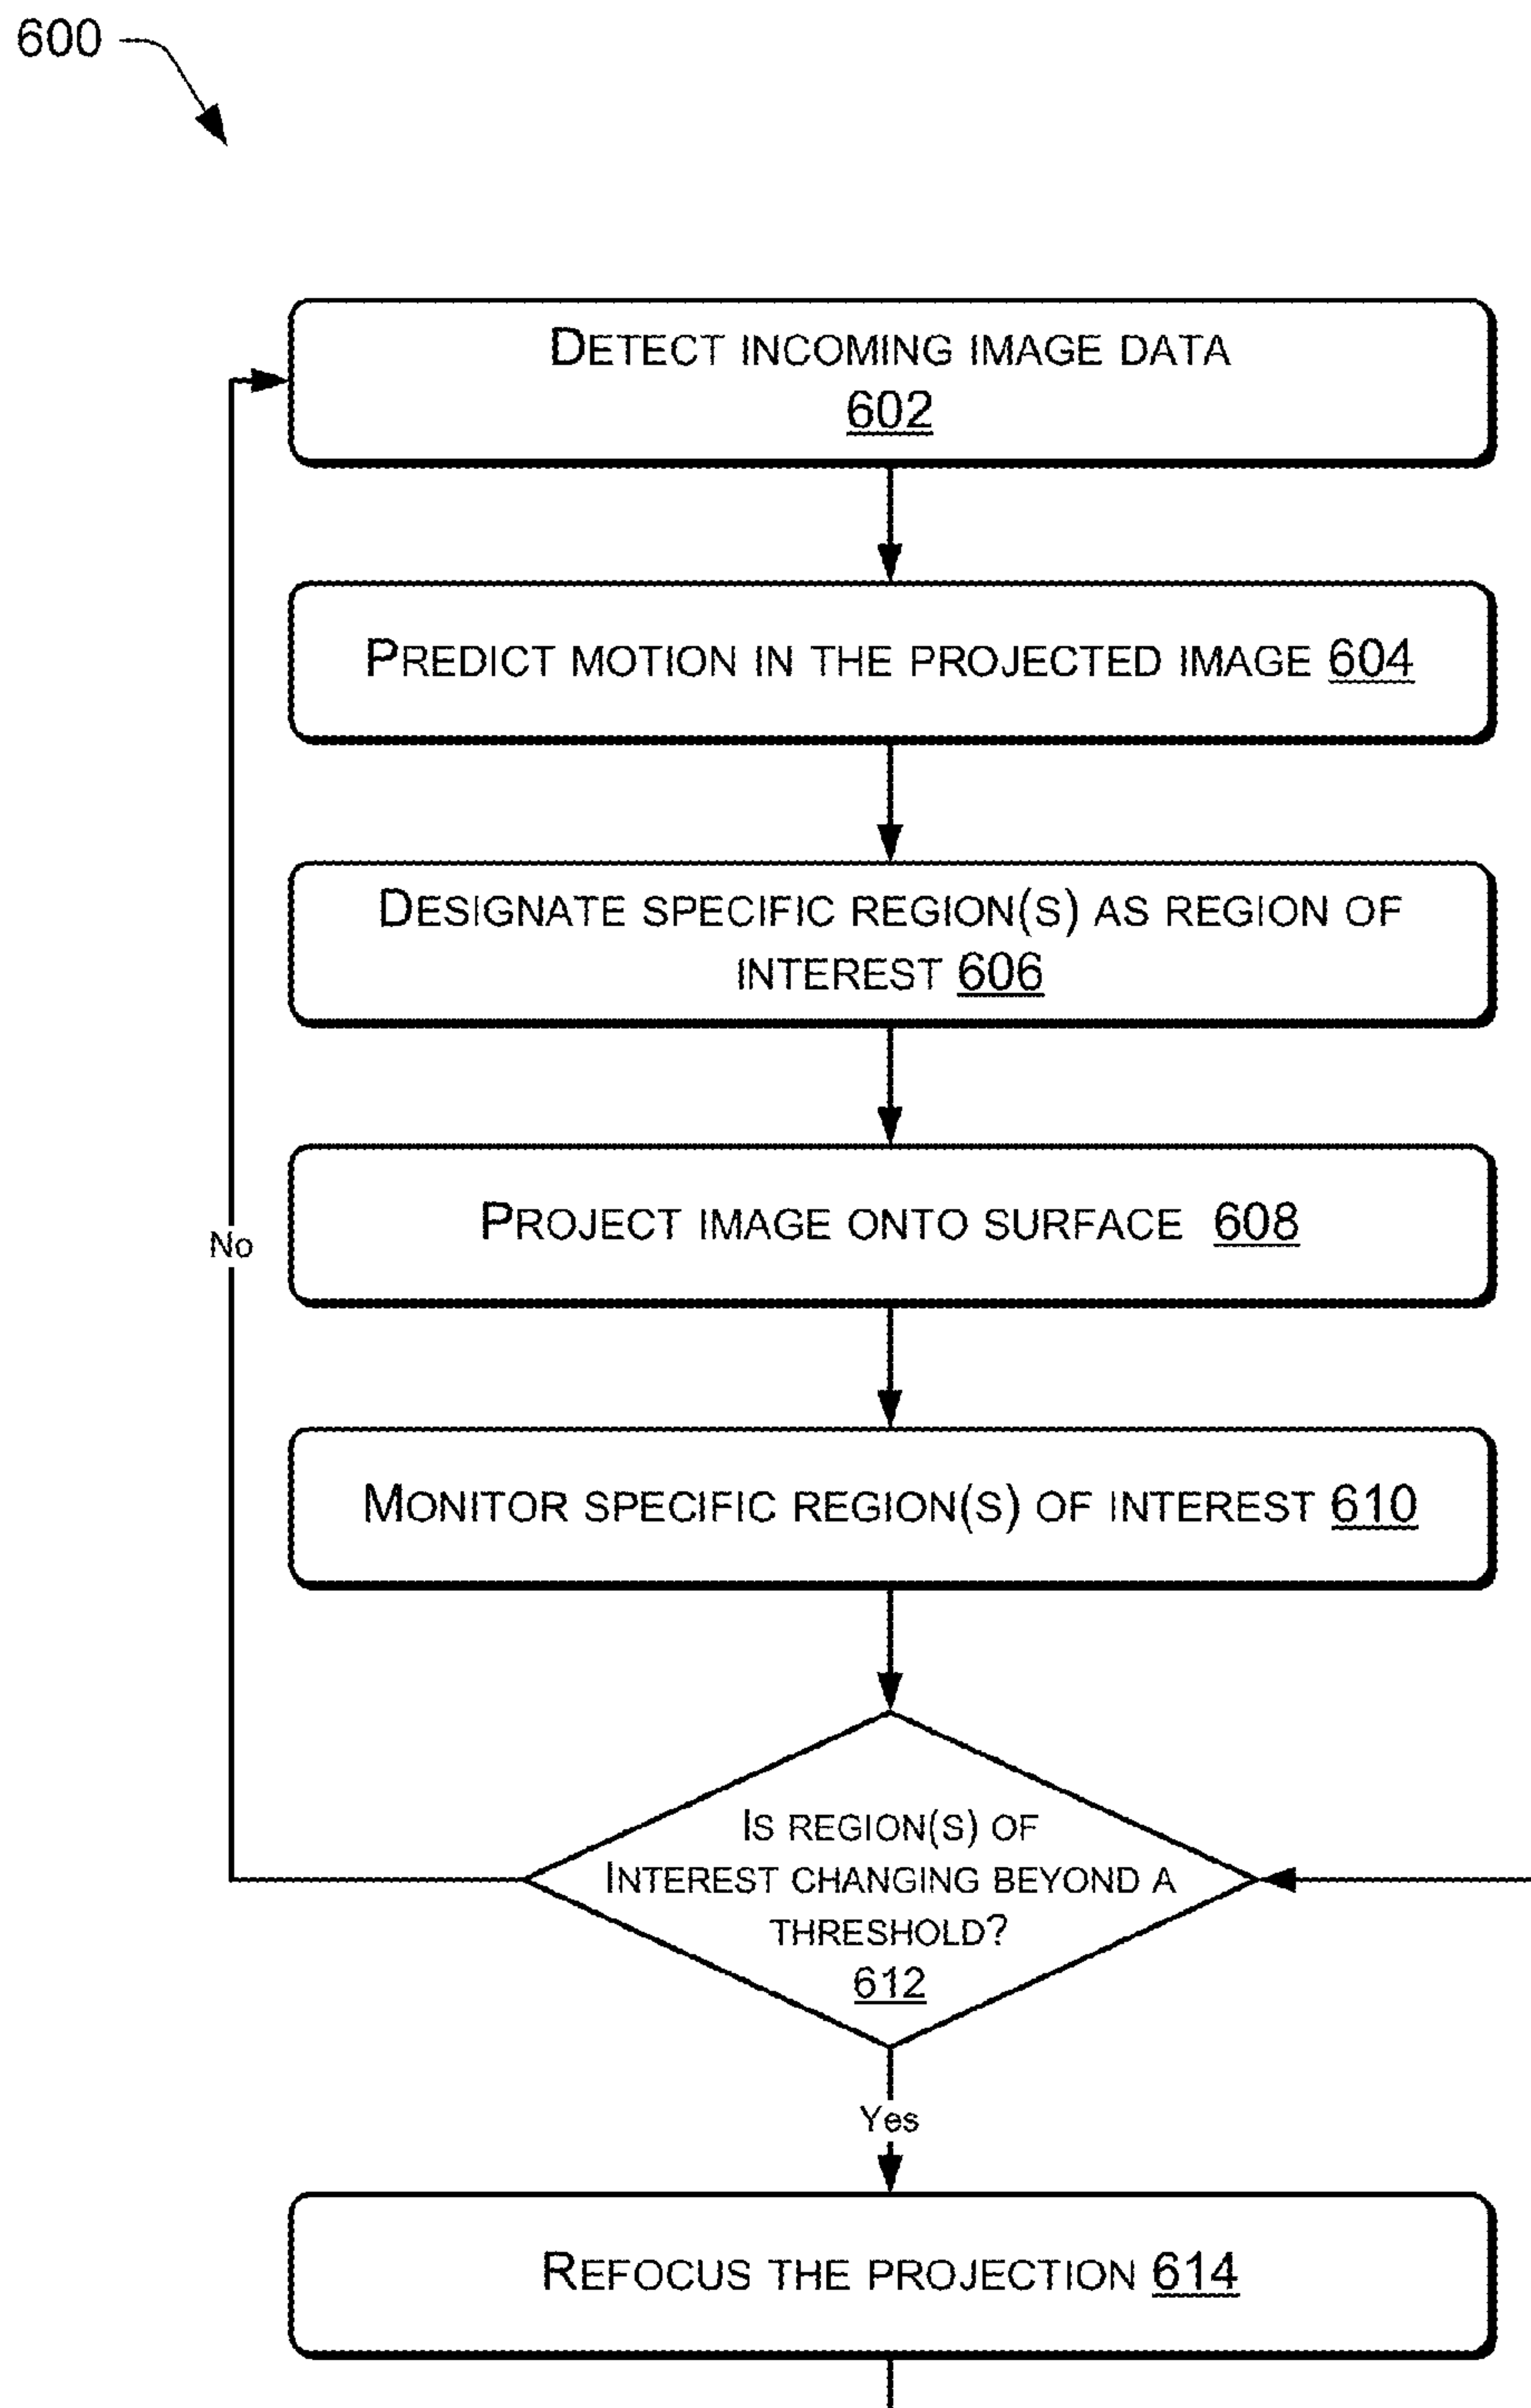 600
DETECT INCOMING IMAGE DATA
602
PREDICT MOTION IN THE PROJECTED IMAGE 604
DESIGNATE SPECIFIC REGION(S) AS REGION OF
INTEREST 606
PROJECT IMAGE ONTO SURFACE 608
No
MONITOR SPECIFIC REGION(S) OF INTEREST 610
IS REGION(S) OF
INTEREST CHANGING BEYOND A
THRESHOLD?
612
Yes
REFOCUS THE PROJECTION 614